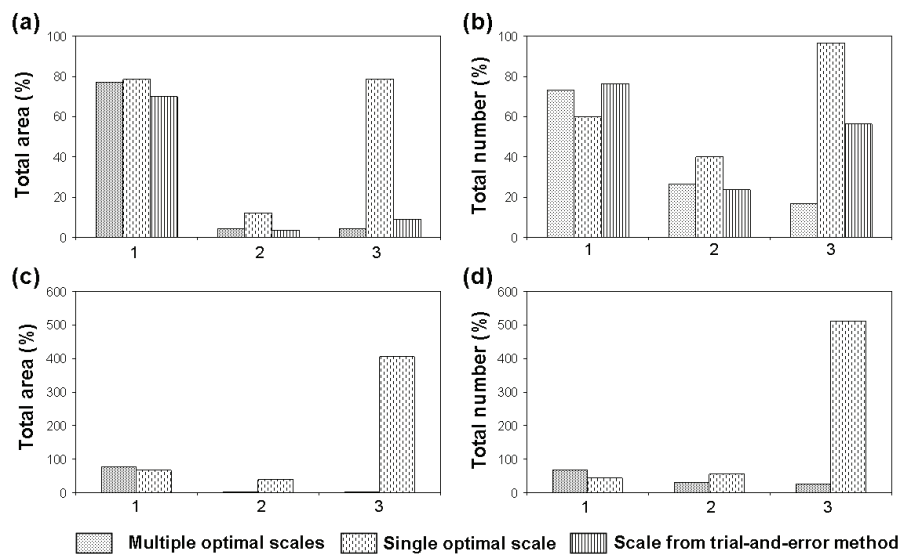 (a)
Total area (%)
100
80
60
40
20
0
1 2 3
(b)
Total number (%)
100
80
60
40
20
0
1 2 3
(c)
Total area (%)
600
500
400
300
200
100
0
1 2 3
(d)
Total number (%)
600
500
400
300
200
100
0
1 2 3
Multiple optimal scales Single optimal scale Scale from trial-and-error method